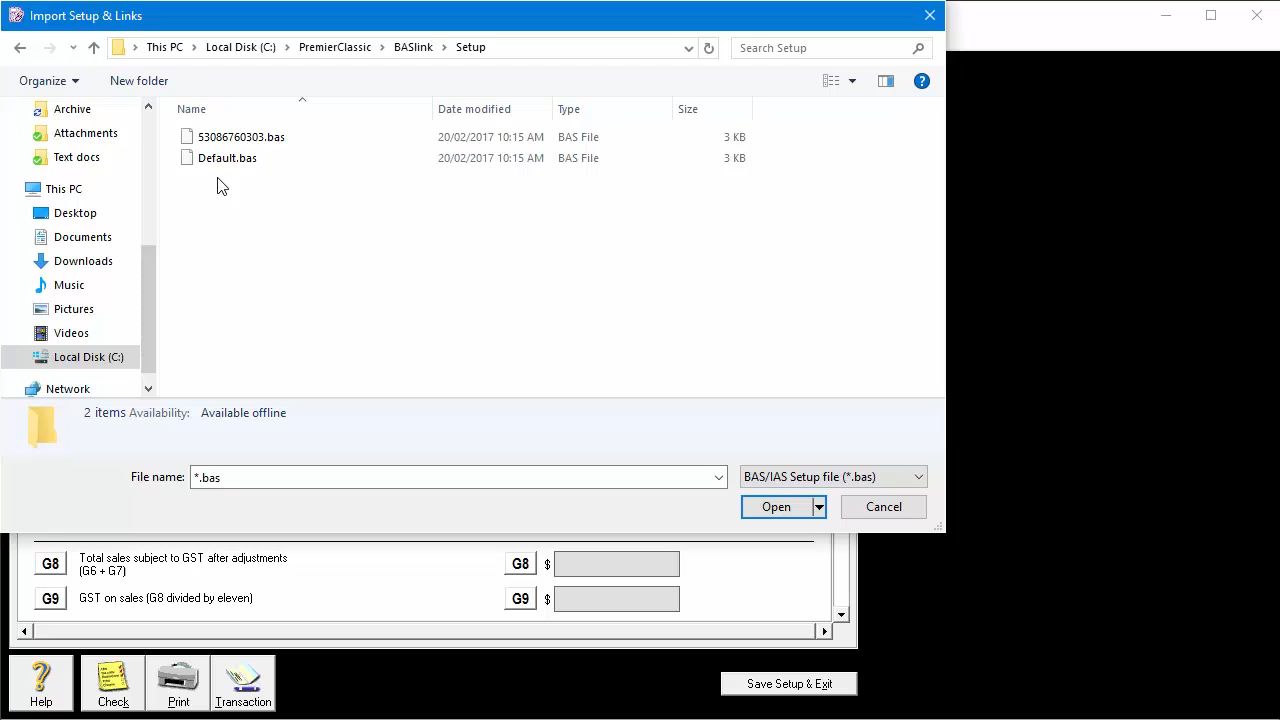 Import Setup & Links
This PC > Local Disk (C:) > PremierClassic > BASlink > Setup
Search Setup
Organize
New folder
Name
Date modified
Type
Size
Archive
Attachments
Text docs
This PC
Desktop
Documents
Downloads
Music
Pictures
Videos
Local Disk (C:)
Network
53086760303.bas 20/02/2017 10:15 AM BAS File 3 KB
Default.bas 20/02/2017 10:15 AM BAS File 3 KB
2 items Availability: Available offline
File name: *.bas
BAS/IAS Setup file (*.bas)
Open
Cancel
G8 Total sales subject to GST after adjustments G8 $
(G6 + G7)
G9 GST on sales (G8 divided by eleven) G9 $
Help
Check
Print
Transaction
Save Setup & Exit